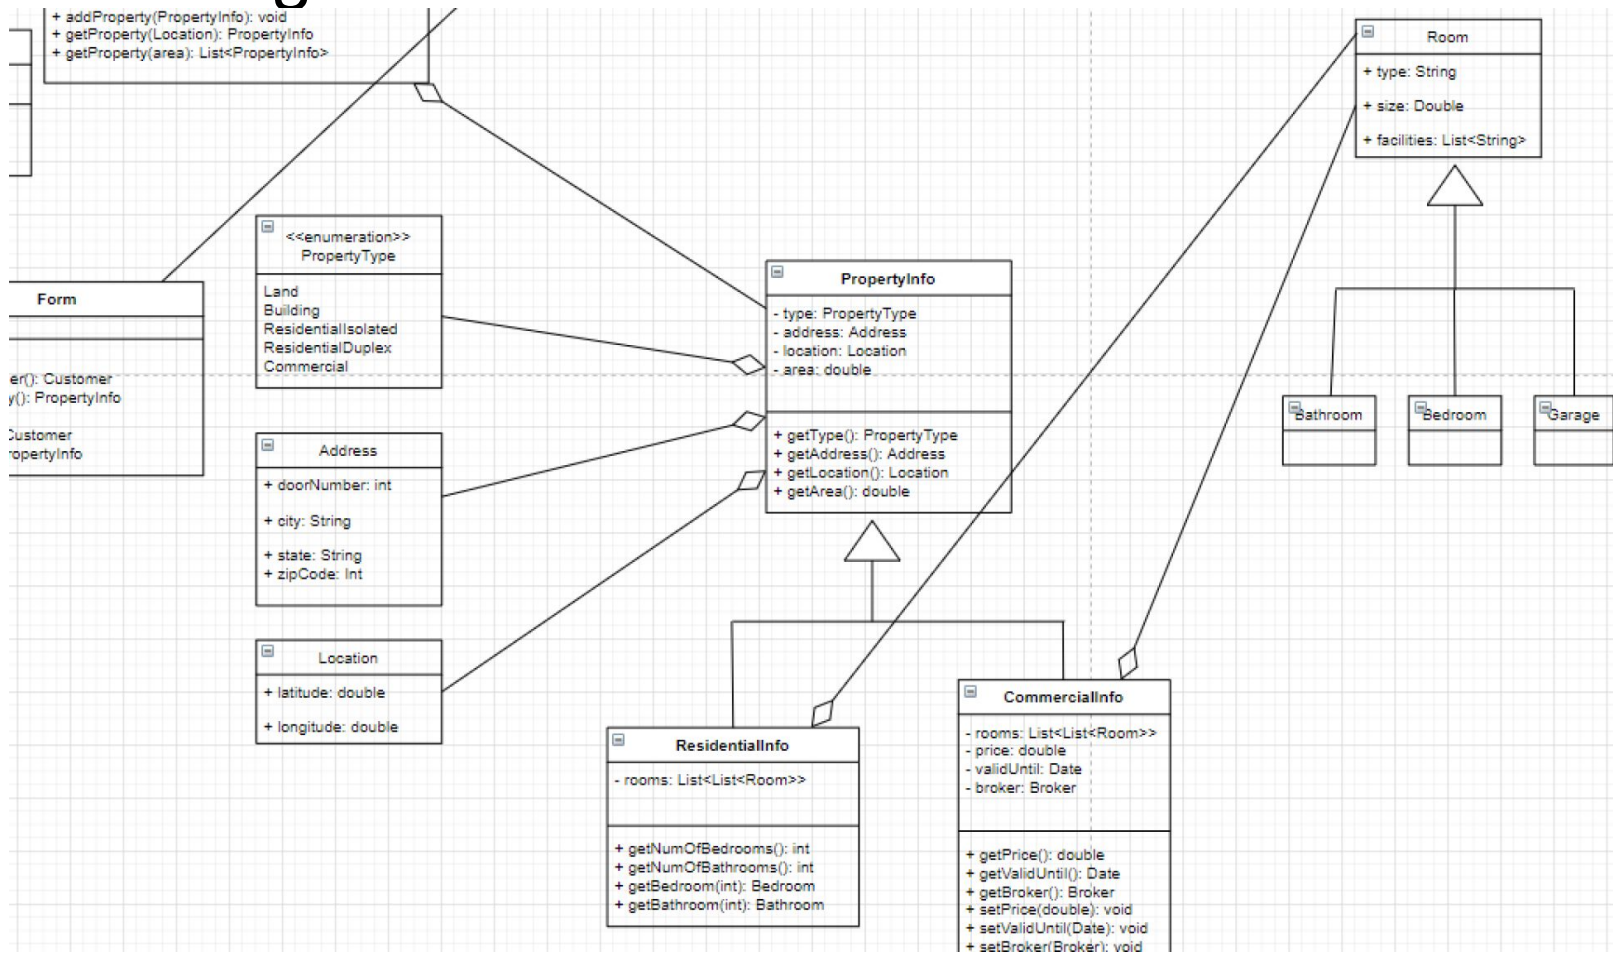 + addProperty(PropertyInfo): void
+ getProperty(Location): PropertyInfo
+ getProperty(area): List<PropertyInfo>
Room
+ type: String
+ size: Double
+ facilities: List<String>
<<enumeration>>
PropertyType
Land
Building
ResidentialIsolated
ResidentialDuplex
Commercial
Form
er(): Customer
y(): PropertyInfo
Customer
ropertyInfo
PropertyInfo
- type: PropertyType
- address: Address
- location: Location
- area: double
+ getType(): PropertyType
+ getAddress(): Address
+ getLocation(): Location
+ getArea(): double
Bathroom
Bedroom
Garage
Address
+ doorNumber: int
+ city: String
+ state: String
+ zipCode: Int
Location
+ latitude: double
+ longitude: double
ResidentialInfo
- rooms: List<List<Room>>
+ getNumOfBedrooms(): int
+ getNumOfBathrooms(): int
+ getBedroom(int): Bedroom
+ getBathroom(int): Bathroom
CommercialInfo
- rooms: List<List<Room>>
- price: double
- validUntil: Date
- broker: Broker
+ getPrice(): double
+ getValidUntil(): Date
+ getBroker(): Broker
+ setPrice(double): void
+ setValidUntil(Date): void
+ setBroker(Broker): void